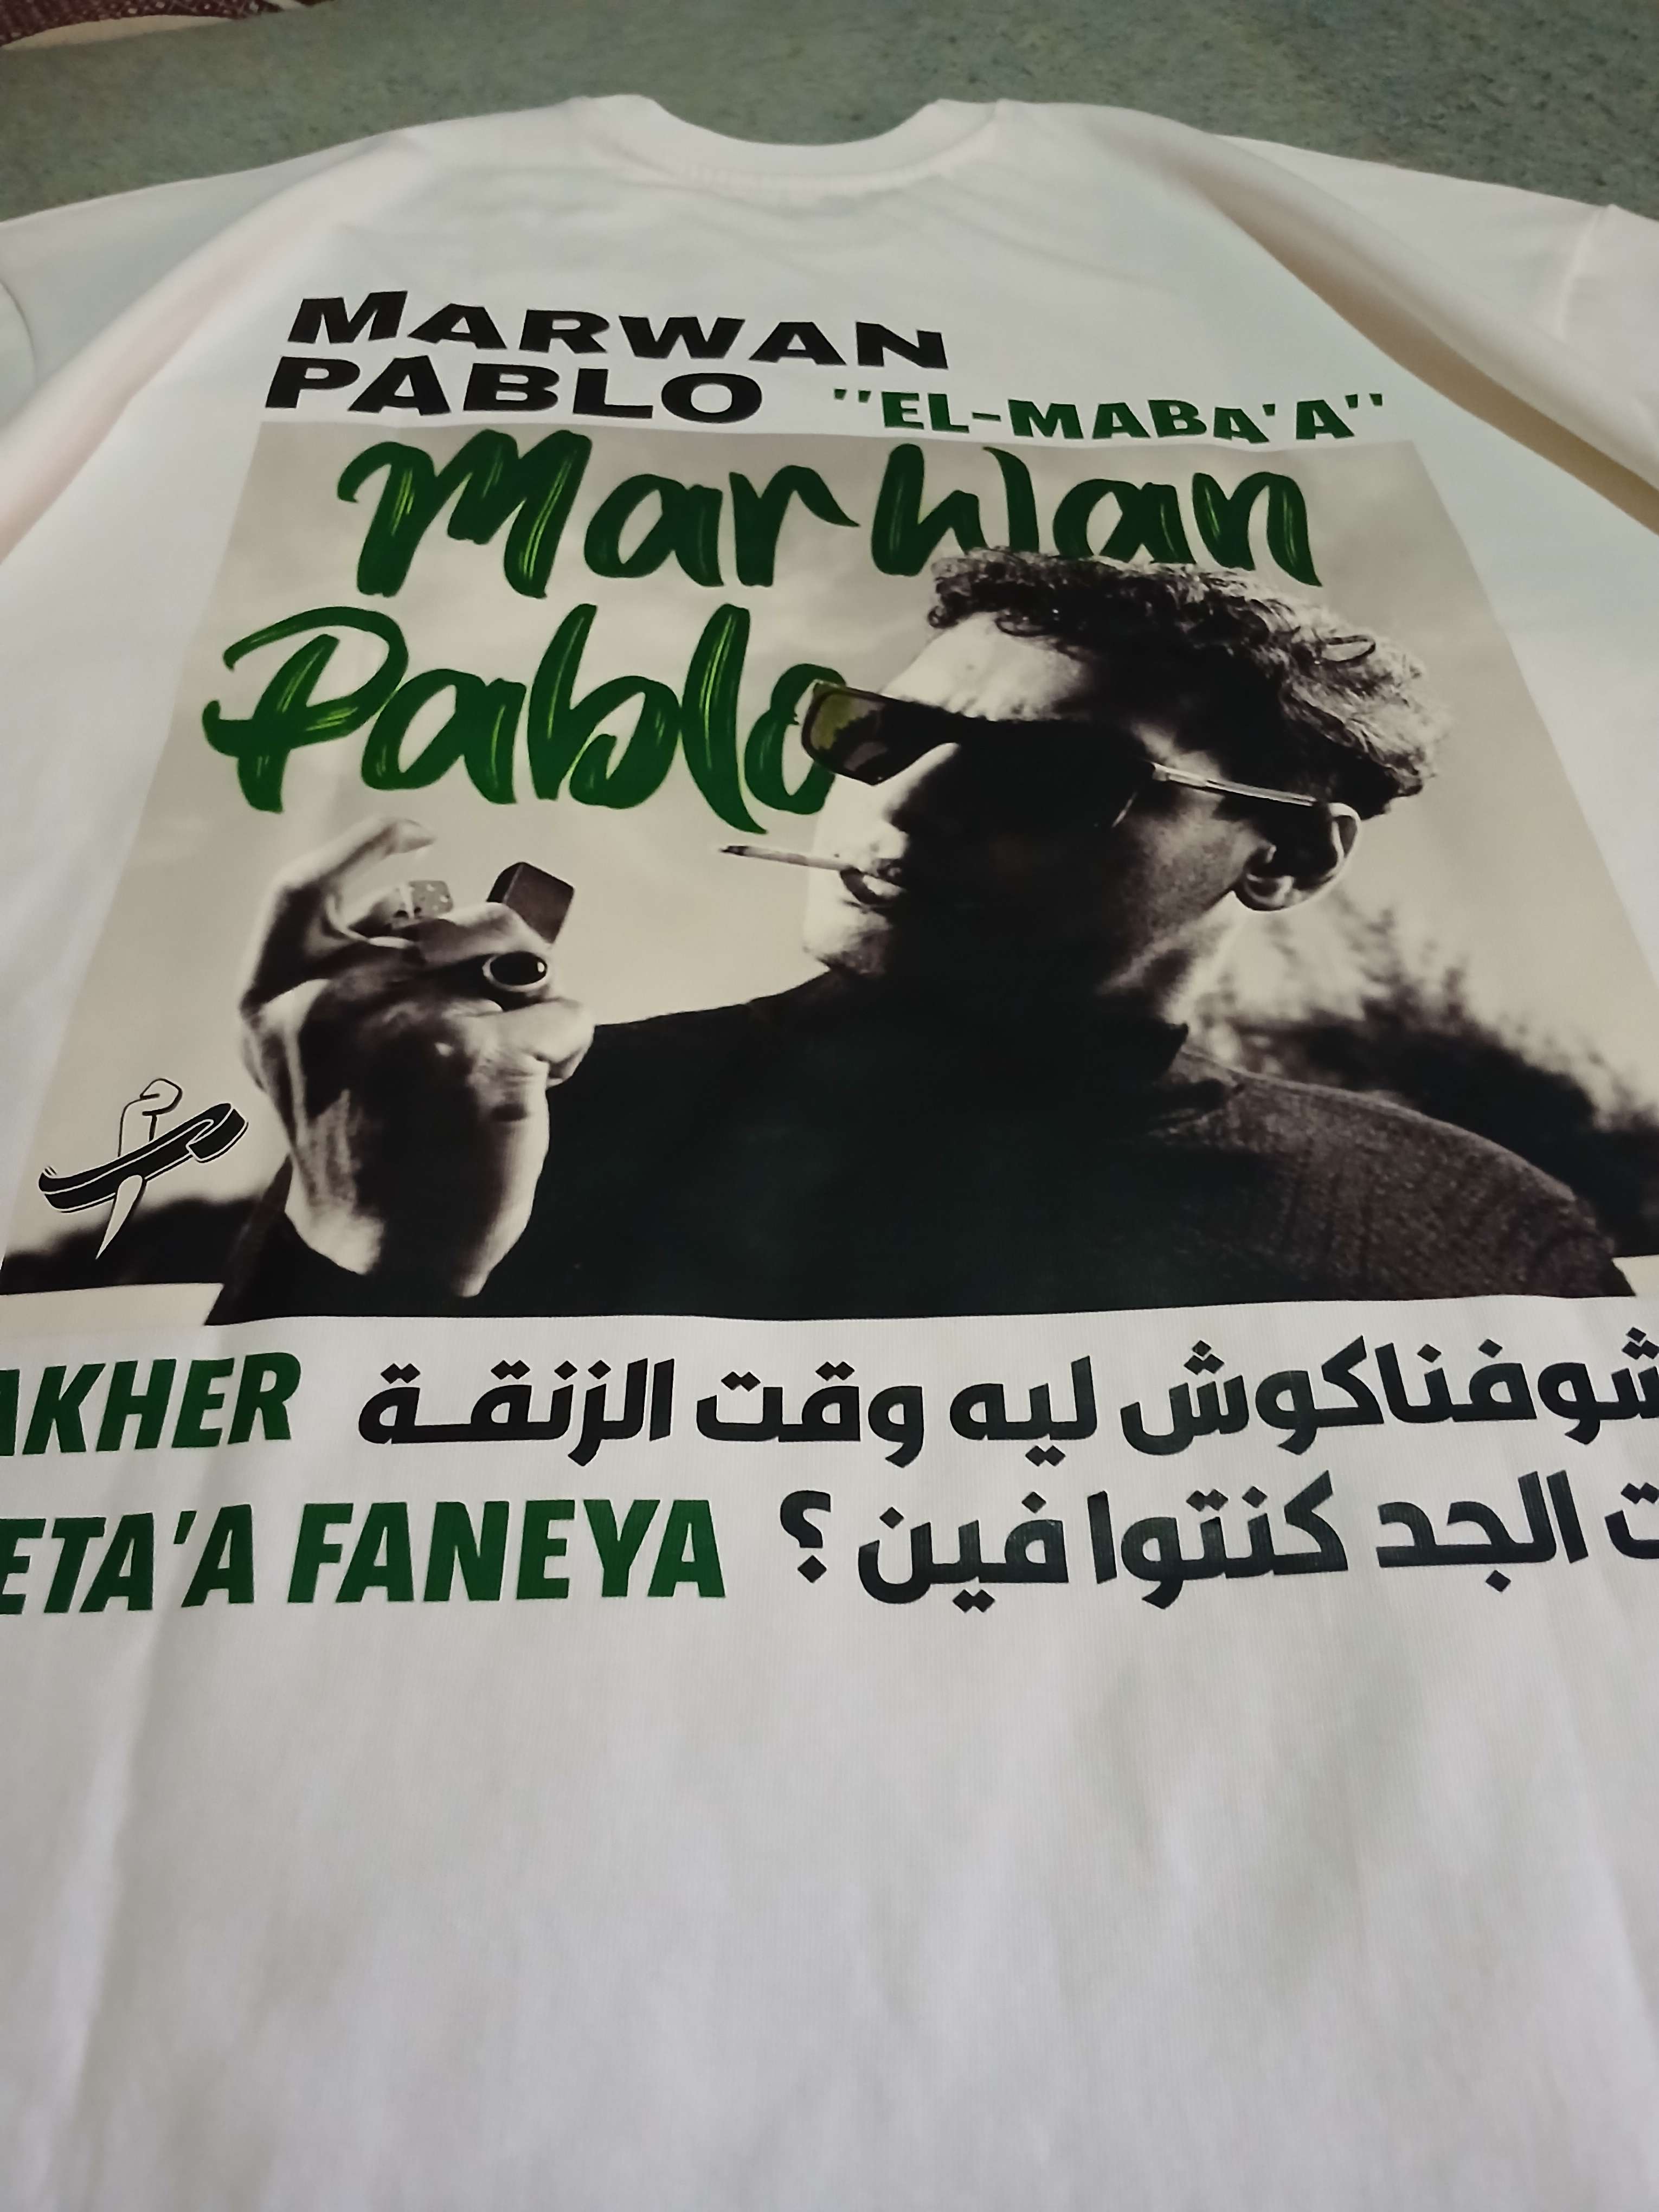 MARWAN
PABLO "EL-MABA'A"
Marwan
Pablo
AKHER شوفناكوش ليه وقت الزنقة
ETA'A FANEYA ت الجد كنتوا فين؟